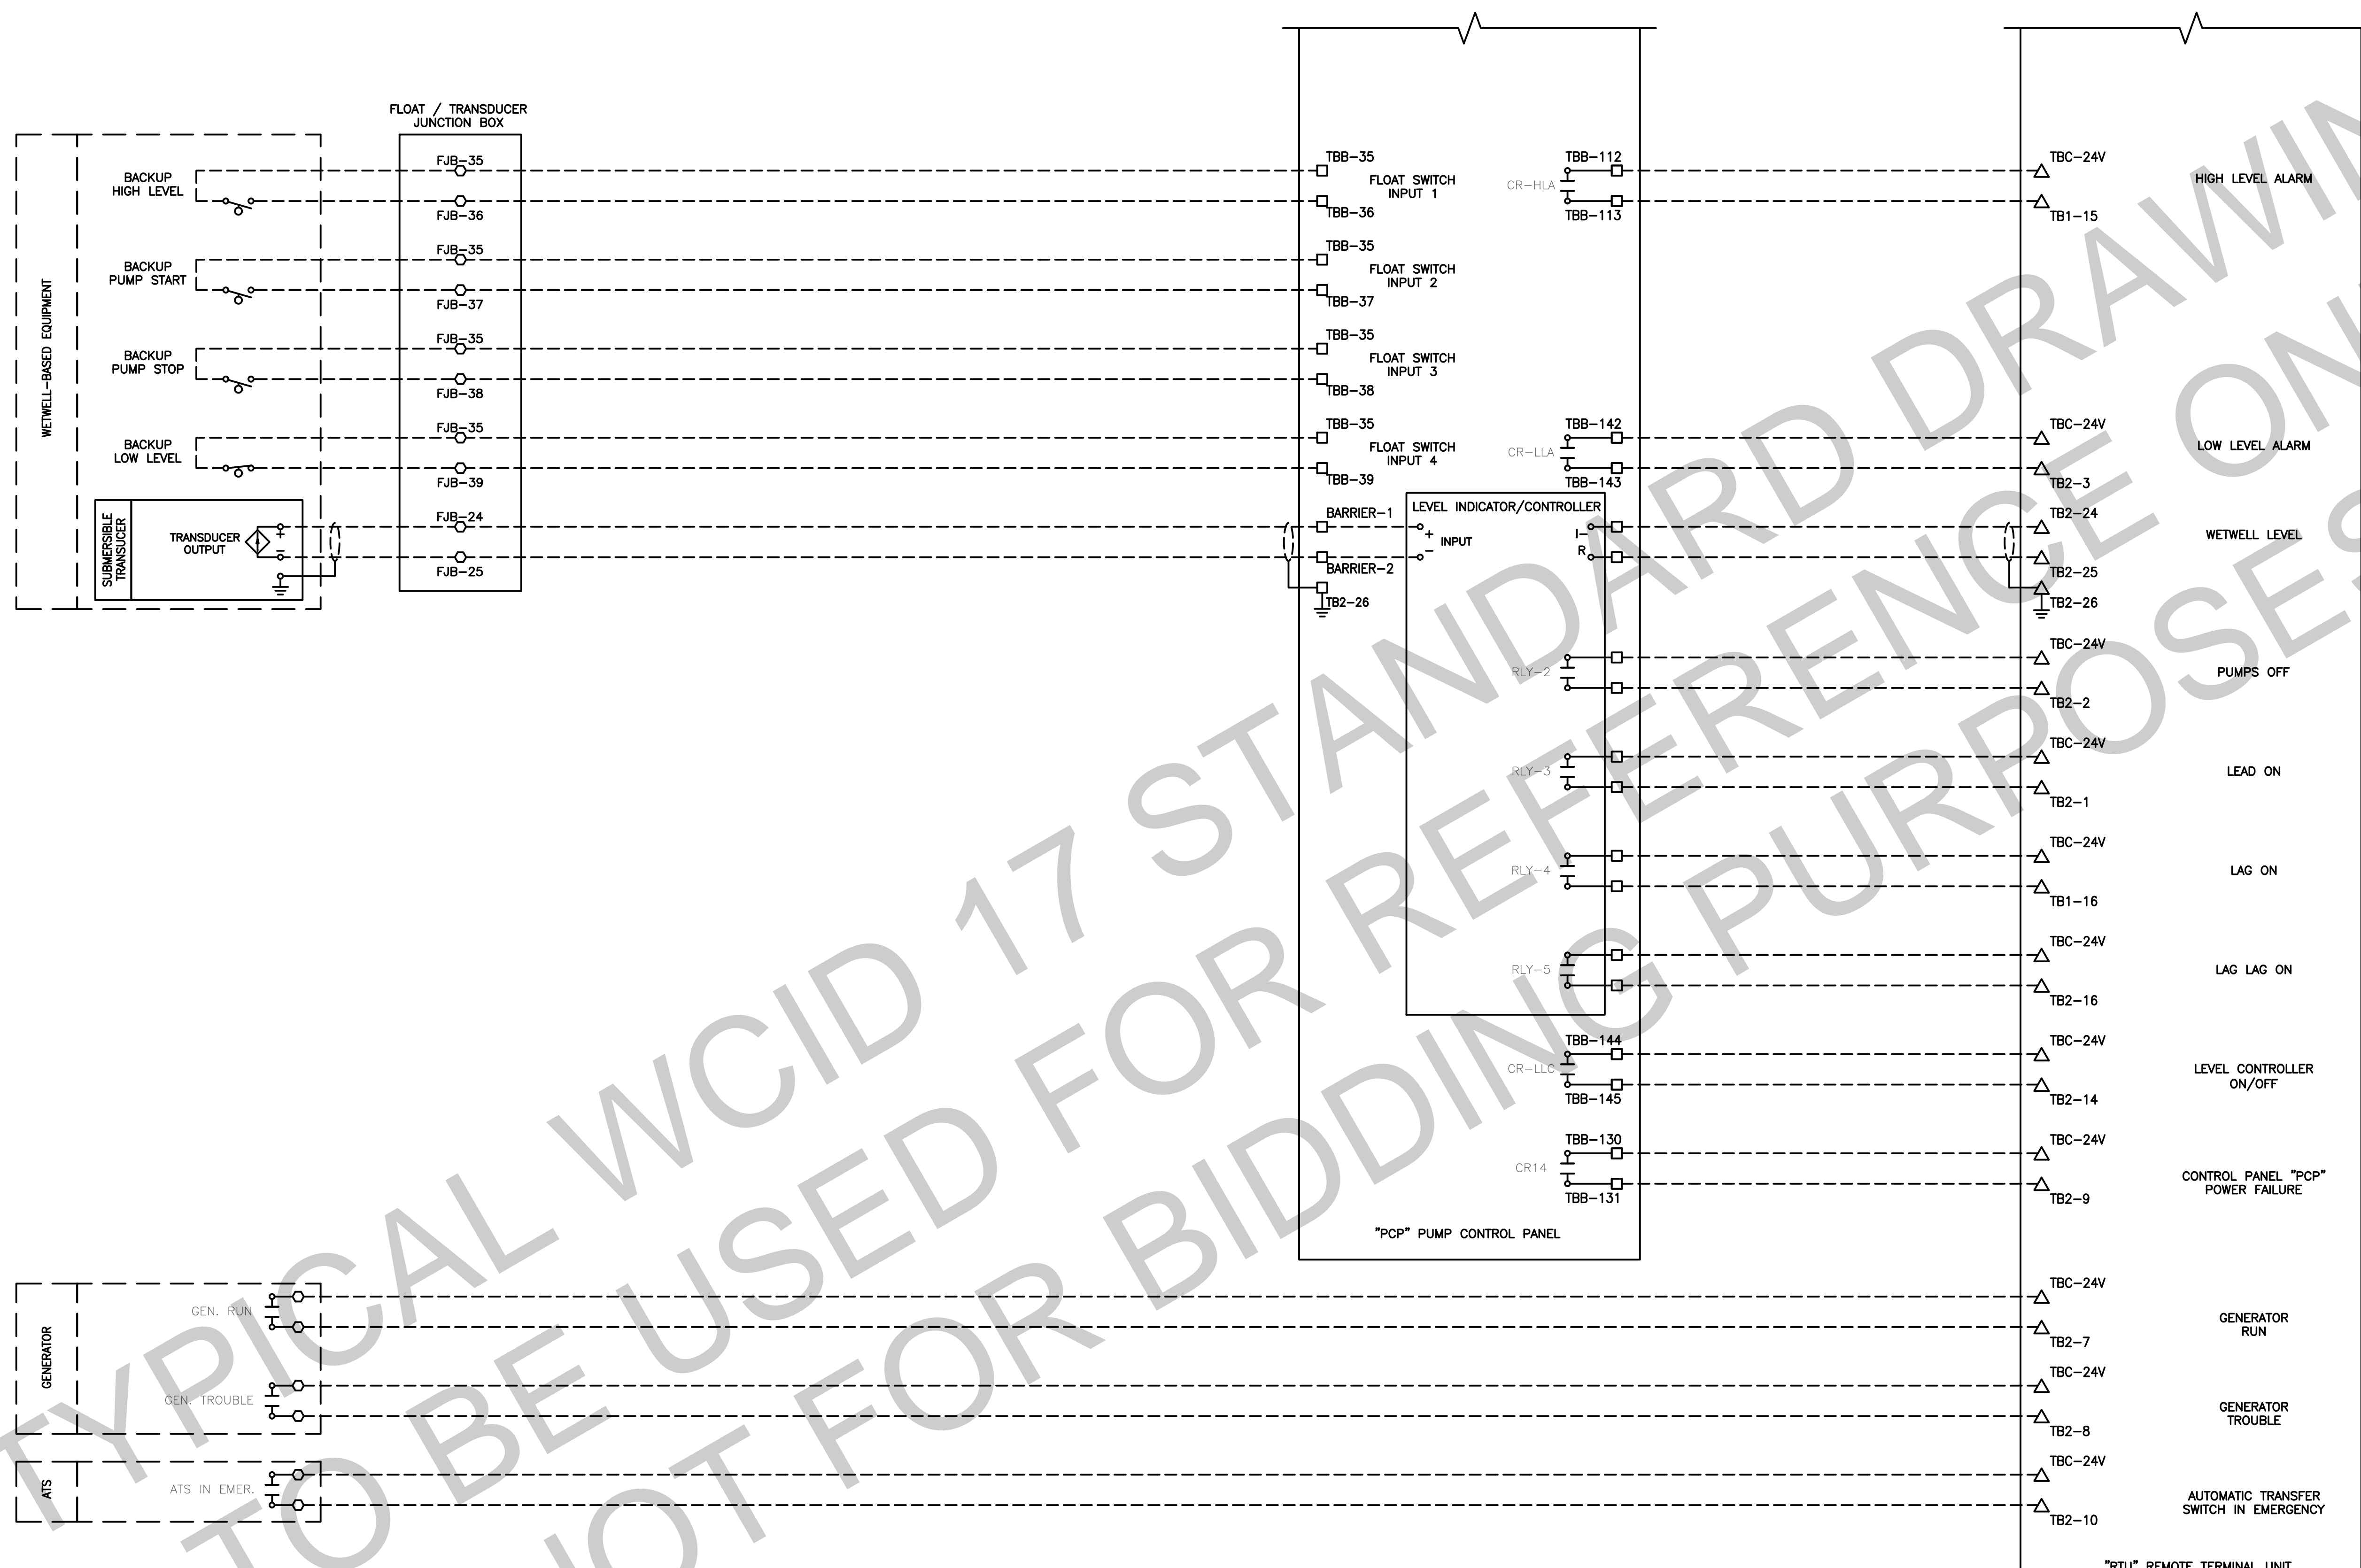 FLOAT / TRANSDUCER
JUNCTION BOX
WETWELL-BASED EQUIPMENT
BACKUP
HIGH LEVEL
FJB-35
FJB-36
BACKUP
PUMP START
FJB-35
FJB-37
BACKUP
PUMP STOP
FJB-35
FJB-38
BACKUP
LOW LEVEL
FJB-35
FJB-39
SUBMERSIBLE
TRANSUCER
TRANSDUCER
OUTPUT
+
-
FJB-24
FJB-25
TBB-35
FLOAT SWITCH
INPUT 1
TBB-36
TBB-35
FLOAT SWITCH
INPUT 2
TBB-37
TBB-35
FLOAT SWITCH
INPUT 3
TBB-38
TBB-35
FLOAT SWITCH
INPUT 4
TBB-39
BARRIER-1
BARRIER-2
TB2-26
LEVEL INDICATOR/CONTROLLER
+
INPUT
-
I-
R
TBB-112
CR-HLA
TBB-113
TBB-142
CR-LLA
TBB-143
RLY-2
RLY-3
RLY-4
RLY-5
TBB-144
CR-LLC
TBB-145
TBB-130
CR14
TBB-131
"PCP" PUMP CONTROL PANEL
TBC-24V
HIGH LEVEL ALARM
TB1-15
TBC-24V
LOW LEVEL ALARM
TB2-3
TB2-24
WETWELL LEVEL
TB2-25
TB2-26
TBC-24V
PUMPS OFF
TB2-2
TBC-24V
LEAD ON
TB2-1
TBC-24V
LAG ON
TB1-16
TBC-24V
LAG LAG ON
TB2-16
TBC-24V
LEVEL CONTROLLER
ON/OFF
TB2-14
TBC-24V
CONTROL PANEL "PCP"
POWER FAILURE
TB2-9
GENERATOR
GEN. RUN
GEN. TROUBLE
TBC-24V
GENERATOR
RUN
TB2-7
TBC-24V
GENERATOR
TROUBLE
TB2-8
ATS
ATS IN EMER.
TBC-24V
AUTOMATIC TRANSFER
SWITCH IN EMERGENCY
TB2-10
"RTU" REMOTE TERMINAL UNIT
TYPICAL WCID 17 STANDARD DRAWIN
TO BE USED FOR REFERENCE ON
NOT FOR BIDDING PURPOSES